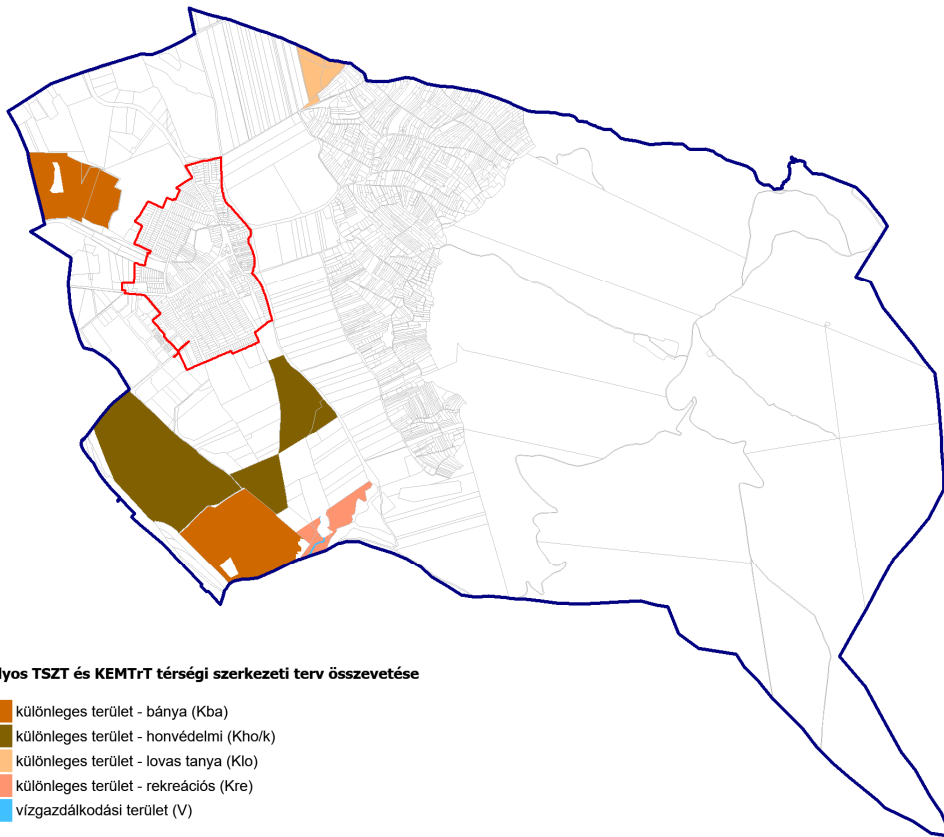 lyos TSZT és KEMTrT térségi szerkezeti terv összevetése
különleges terület - bánya (Kba)
különleges terület - honvédelmi (Kho/k)
különleges terület - lovas tanya (Klo)
különleges terület - rekreációs (Kre)
vízgazdálkodási terület (V)